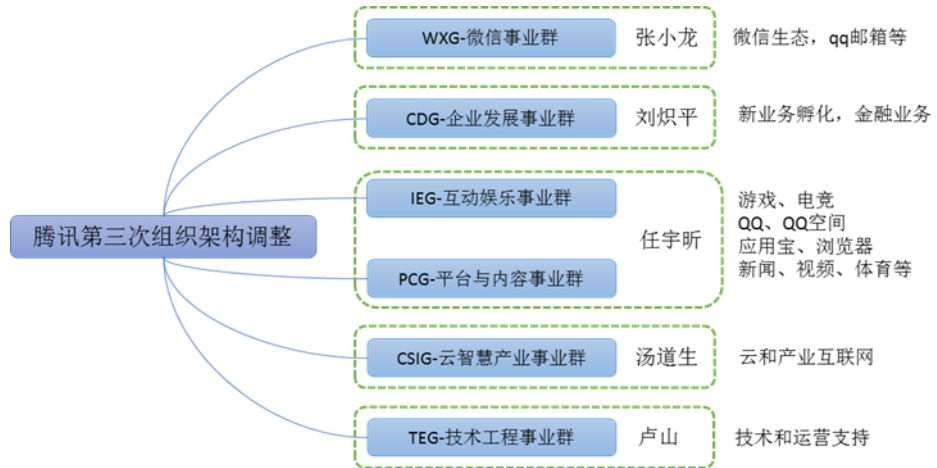 WXG-微信事业群 张小龙 微信生态，qq邮箱等
CDG-企业发展事业群 刘炽平 新业务孵化，金融业务
IEG-互动娱乐事业群
腾讯第三次组织架构调整
任宇昕
PCG-平台与内容事业群
游戏、电竞
QQ、QQ空间
应用宝、浏览器
新闻、视频、体育等
CSIG-云智慧产业事业群 汤道生 云和产业互联网
TEG-技术工程事业群 卢山 技术和运营支持